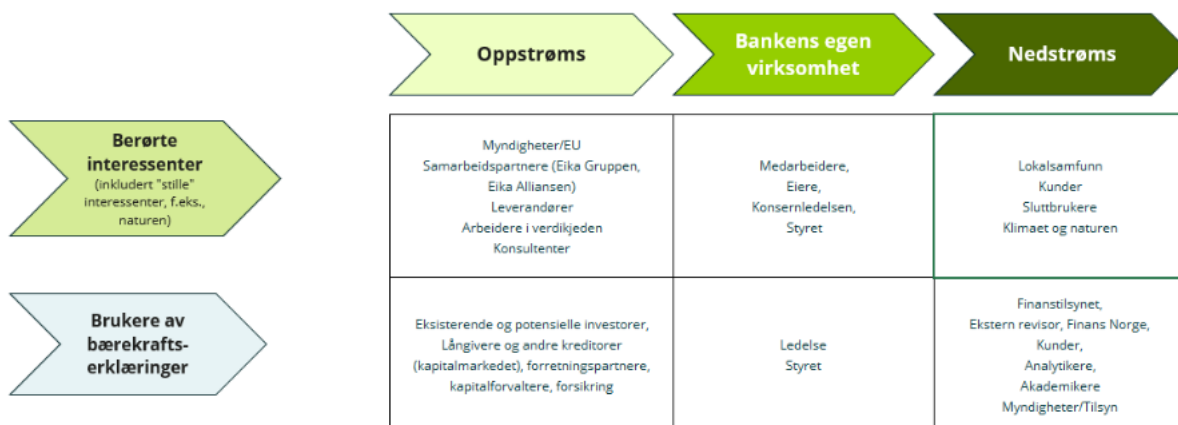 Oppstrøms
Bankens egen
virksomhet
Nedstrøms
Berørte
interessenter
(inkludert "stille"
interessenter, f.eks.,
naturen)
Myndigheter/EU
Samarbeidspartnere (Eika Gruppen,
Eika Alliansen)
Leverandører
Arbeidere i verdikjeden
Konsulenter
Medarbeidere,
Eiere,
Konsernledelsen,
Styret
Lokalsamfunn
Kunder
Sluttbrukere
Klimaet og naturen
Brukere av
bærekrafts-
erklæringer
Eksisterende og potensielle investorer,
Långivere og andre kreditorer
(kapitalmarkedet), forretningspartnere,
kapitalforvaltere, forsikring
Ledelse
Styret
Finanstilsynet,
Ekstern revisor, Finans Norge,
Kunder,
Analytikere,
Akademikere
Myndigheter/Tilsyn